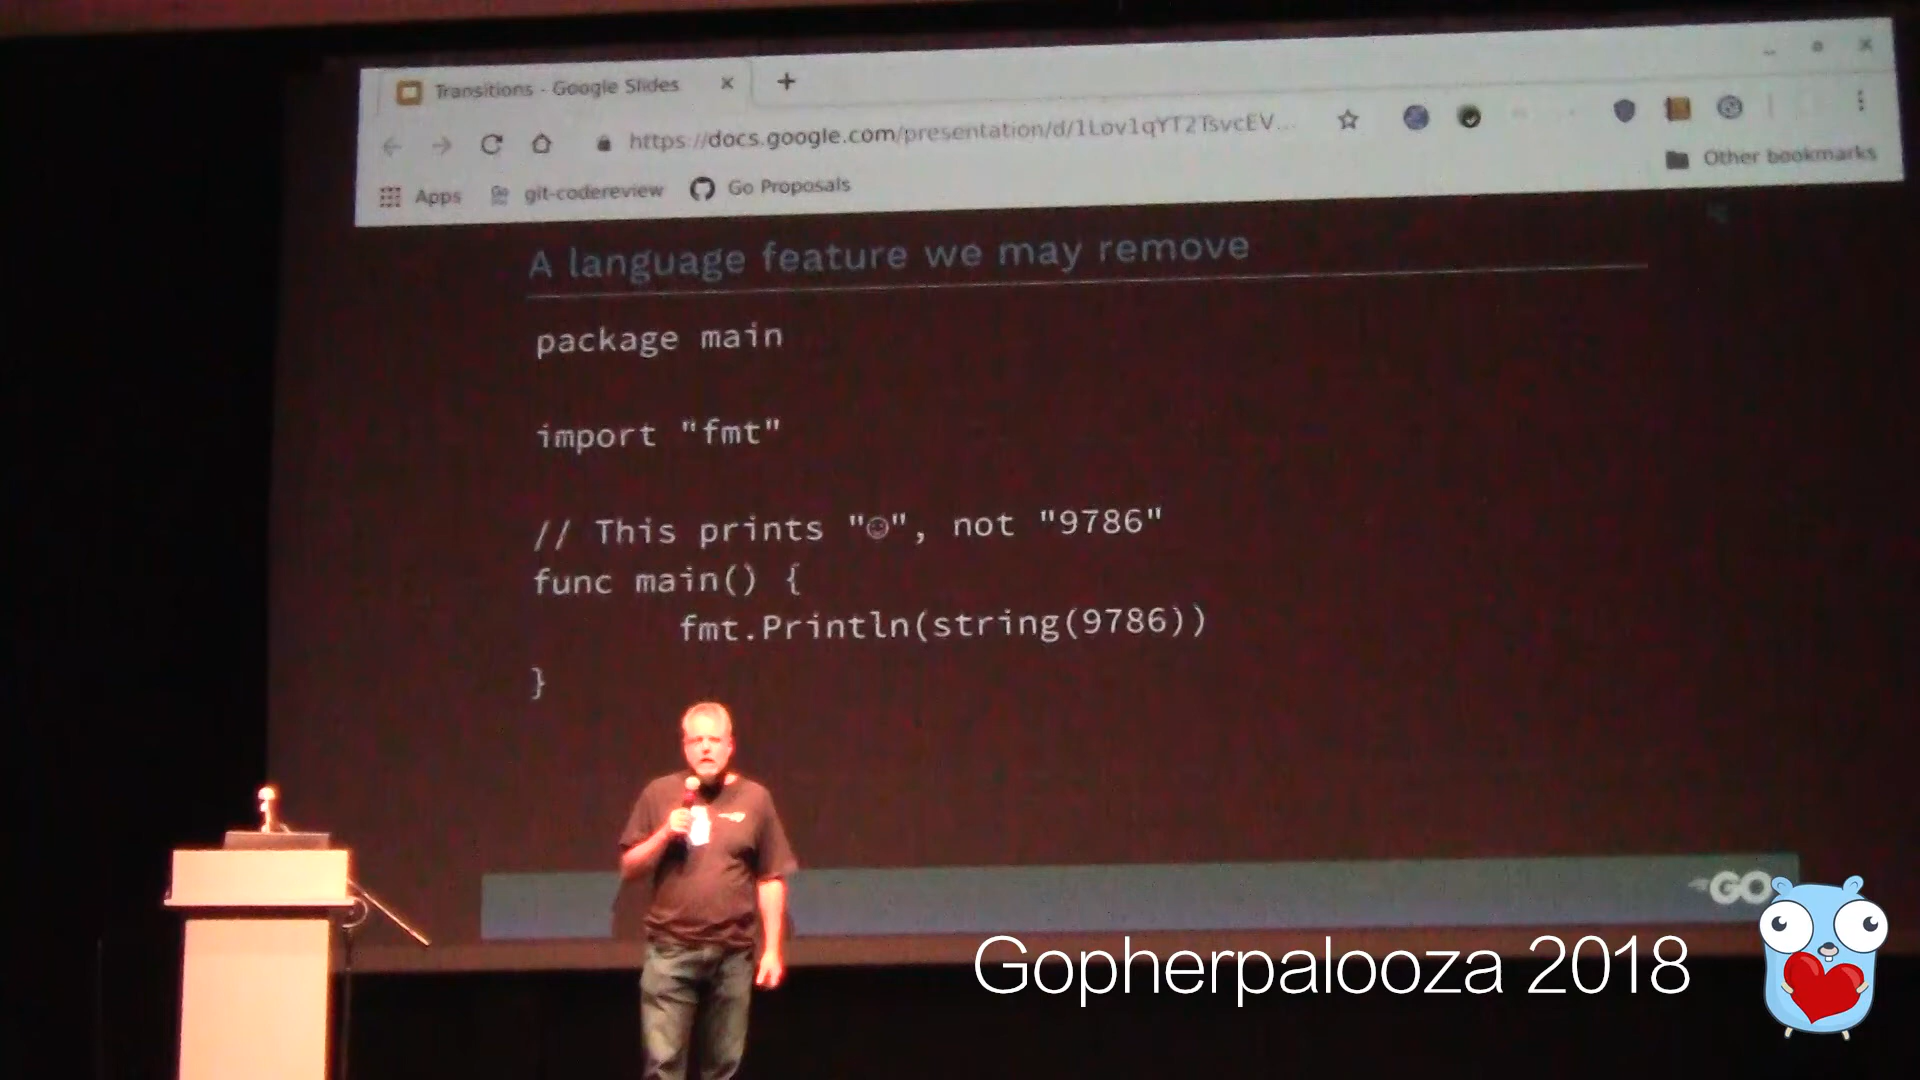 Transitions - Google Slides
https://docs.google.com/presentation/d/1Lov1qYT2TsvcEV...
Other bookmarks
Apps git-codereview Go Proposals
A language feature we may remove
package main
import "fmt"
// This prints "☺", not "9786"
func main() {
fmt.Println(string(9786))
}
GO
Gopherpalooza 2018